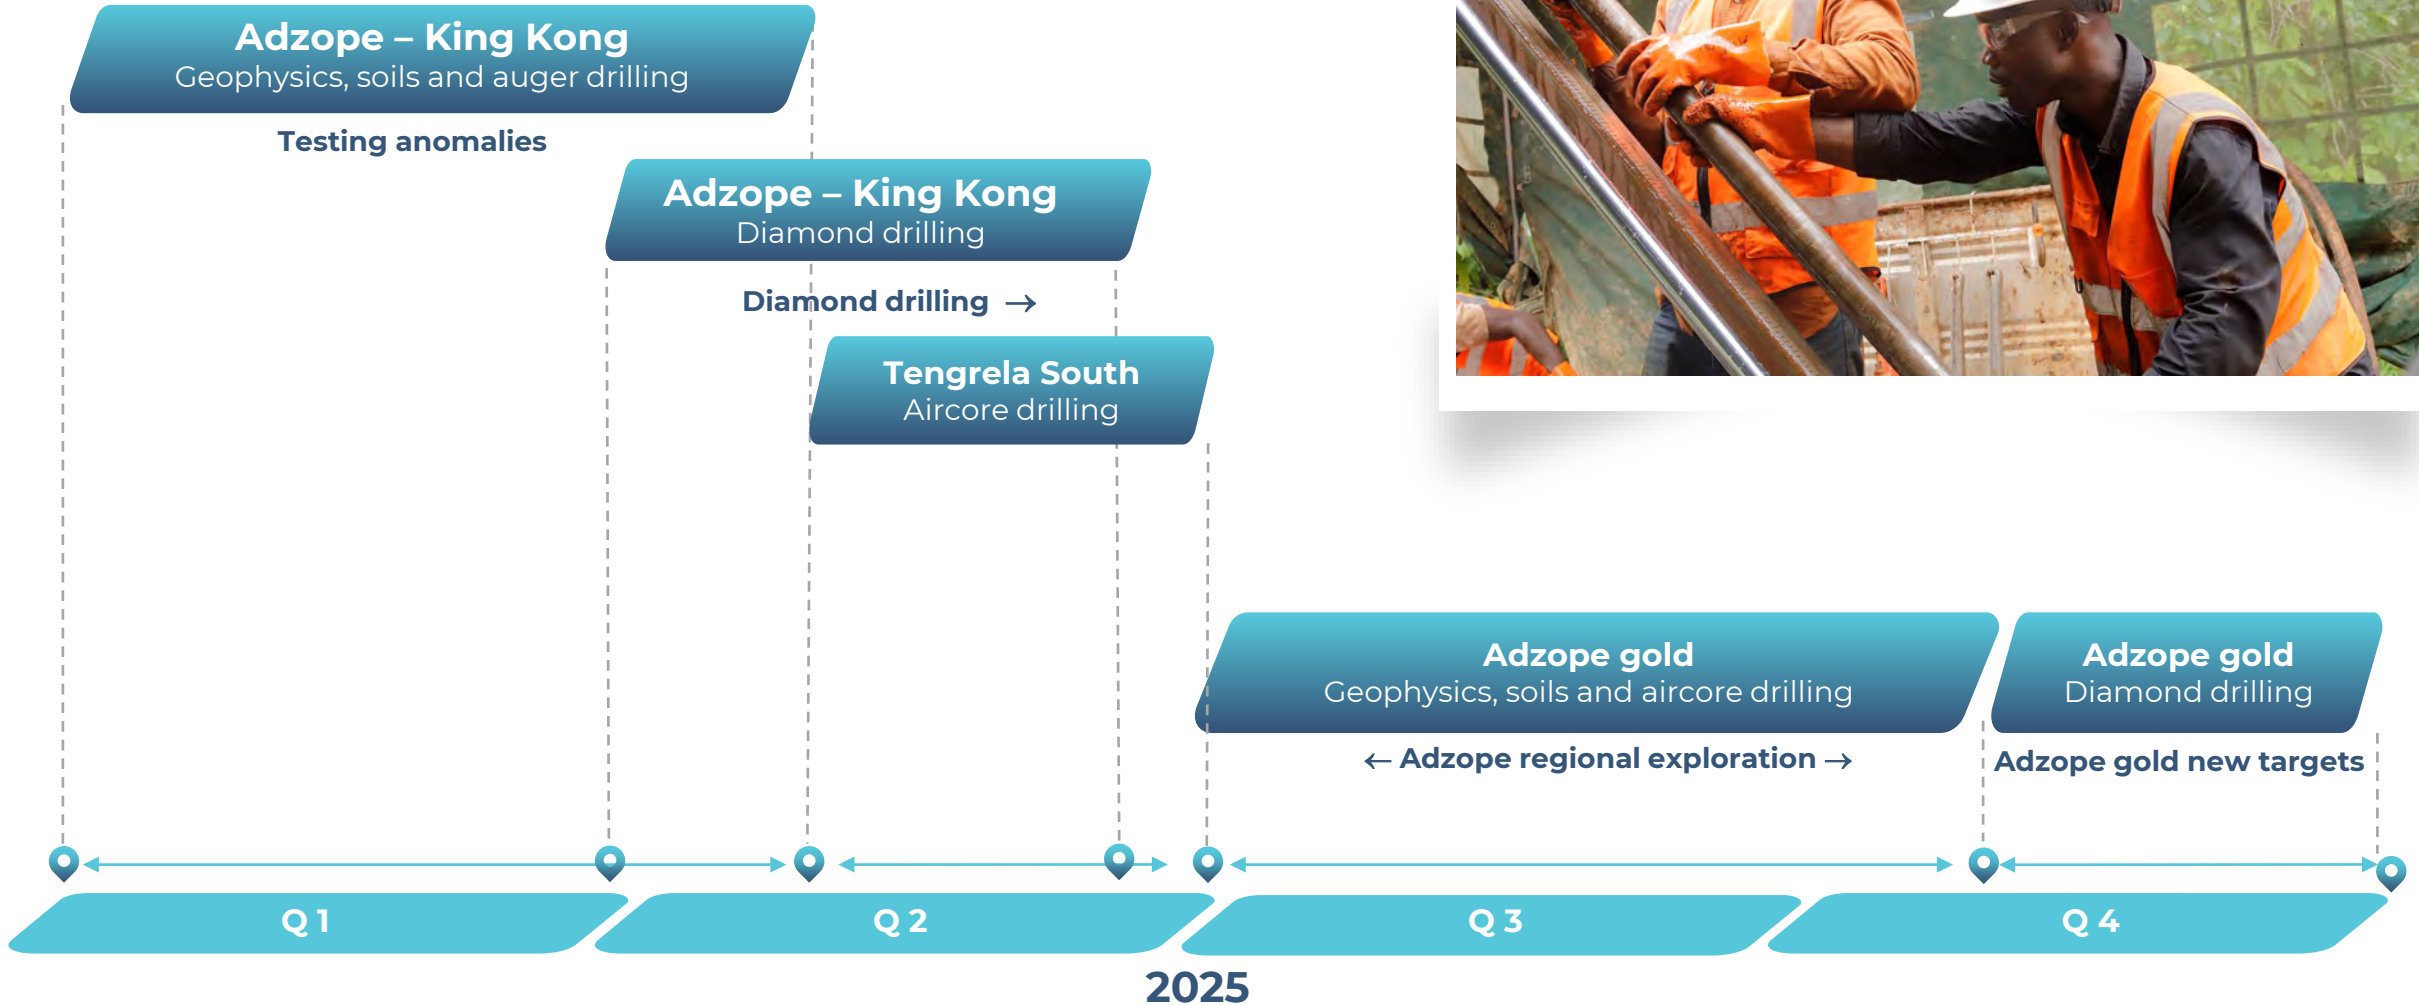 Adzope – King Kong
Geophysics, soils and auger drilling
Testing anomalies
Adzope – King Kong
Diamond drilling
Diamond drilling →
Tengrela South
Aircore drilling
Adzope gold
Geophysics, soils and aircore drilling
← Adzope regional exploration →
Adzope gold
Diamond drilling
Adzope gold new targets
Q 1
Q 2
Q 3
Q 4
2025